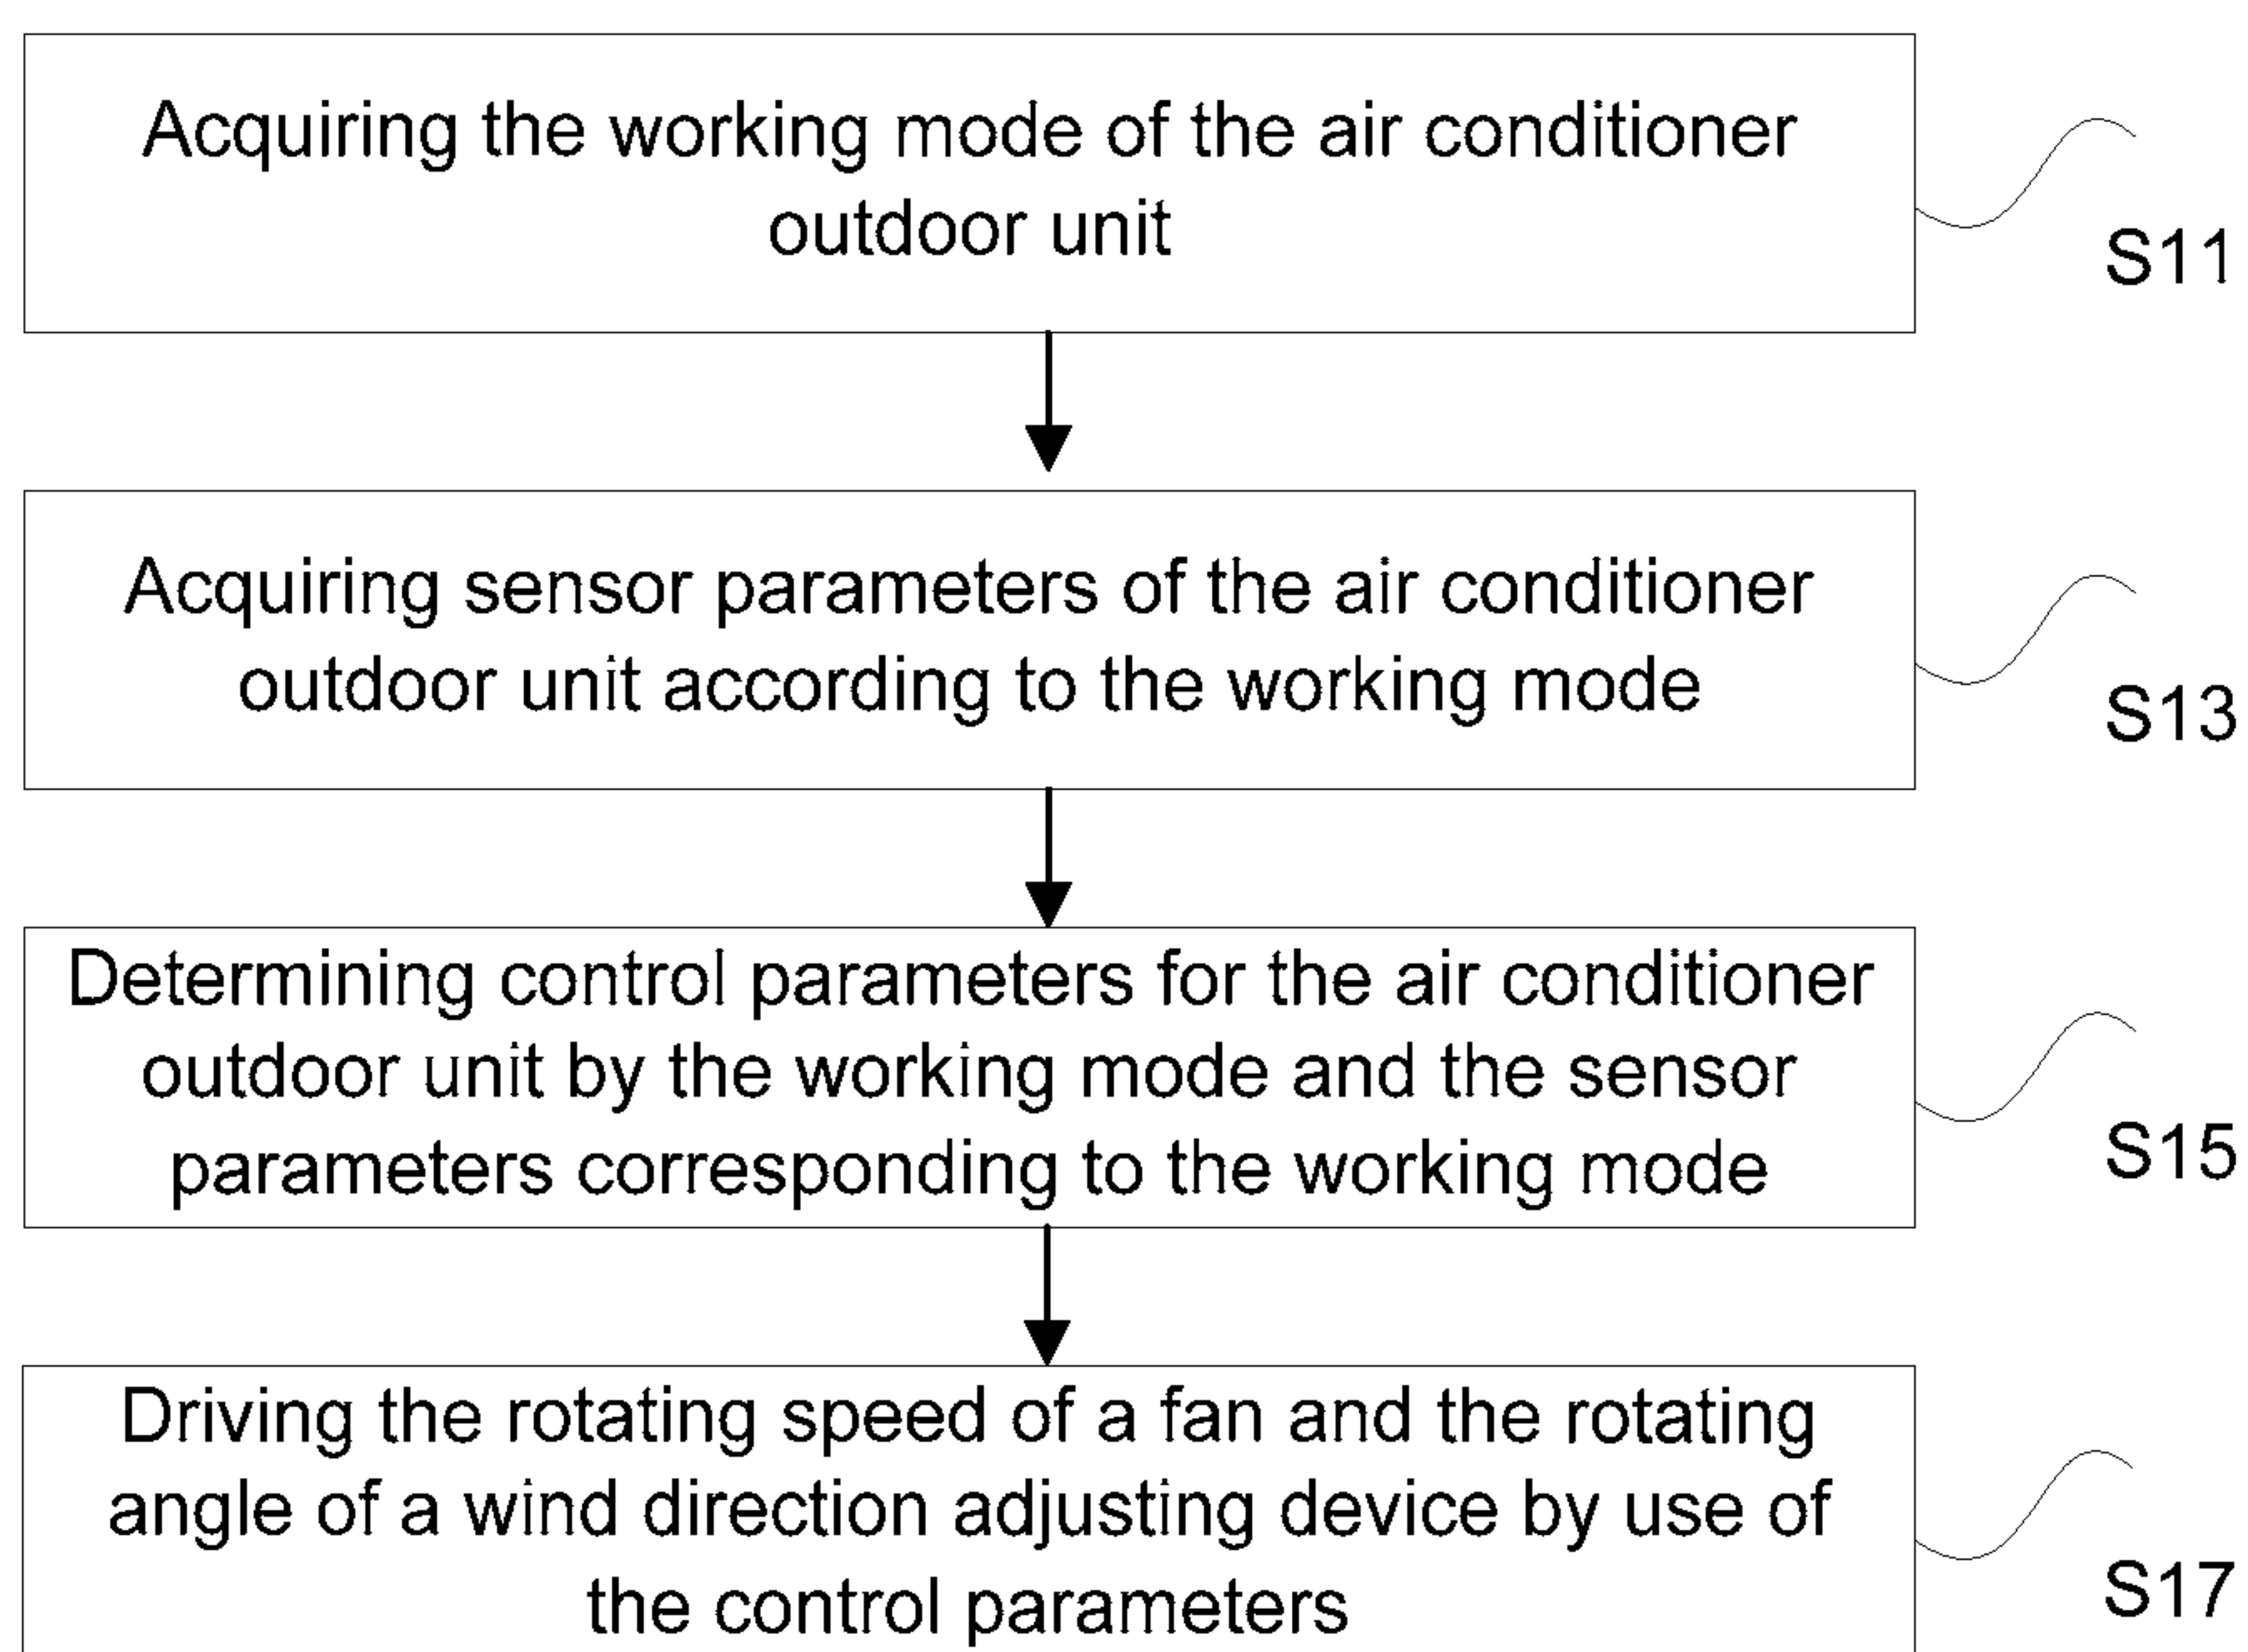 Acquiring the working mode of the air conditioner
outdoor unit
S11
Acquiring sensor parameters of the air conditioner
outdoor unit according to the working mode
S13
Determining control parameters for the air conditioner
outdoor unit by the working mode and the sensor
parameters corresponding to the working mode
S15
Driving the rotating speed of a fan and the rotating
angle of a wind direction adjusting device by use of
the control parameters
S17